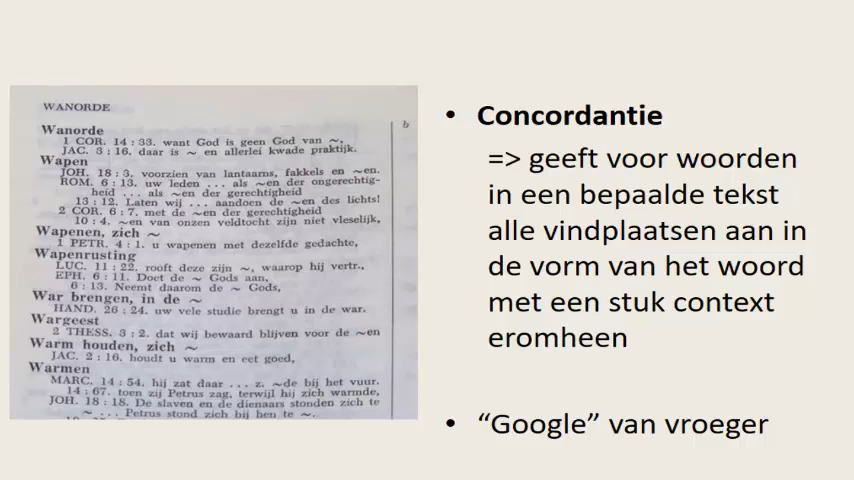 WANORDE
b
Wanorde
1 COR. 14 : 33. want God is geen God van ~,
JAC. 3 : 16. daar is ~ en allerlei kwade praktijk.
Wapen
JOH. 18 : 3. voorzien van lantaarns, fakkels en ~en.
ROM. 6 : 13. uw leden ... als ~en der ongerechtig-
heid ... als ~en der gerechtigheid
13 : 12. Laten wij ... aandoen de ~en des lichts!
2 COR. 6 : 7. met de ~en der gerechtigheid
10 : 4. ~en van onzen veldtocht zijn niet vleselijk,
Wapenen, zich ~
1 PETR. 4 : 1. u wapenen met dezelfde gedachte,
Wapenrusting
LUC. 11 : 22. rooft deze zijn ~, waarop hij vertr.,
EPH. 6 : 11. Doet de ~ Gods aan,
6 : 13. Neemt daarom de ~ Gods,
War brengen, in de ~
HAND. 26 : 24. uw vele studie brengt u in de war.
Wargeest
2 THESS. 3 : 2. dat wij bewaard blijven voor de ~en
Warm houden, zich ~
JAC. 2 : 16. houdt u warm en eet goed,
Warmen
MARC. 14 : 54. hij zat daar ... z. ~de bij het vuur.
14 : 67. toen zij Petrus zag, terwijl hij zich warmde,
JOH. 18 : 18. De slaven en de dienaars stonden zich te
~ ... Petrus stond zich bij hen te ~.
• Concordantie
=> geeft voor woorden
in een bepaalde tekst
alle vindplaatsen aan in
de vorm van het woord
met een stuk context
eromheen
• “Google” van vroeger